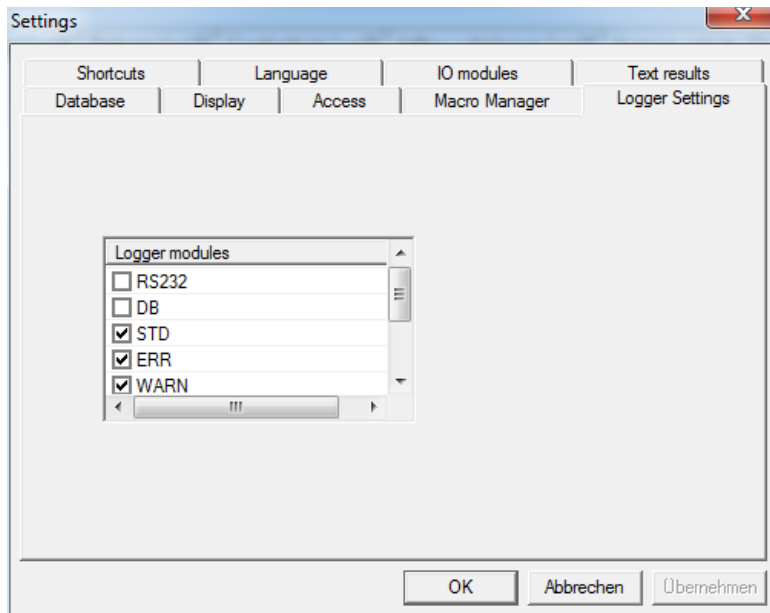 Settings
Shortcuts Language IO modules Text results
Database Display Access Macro Manager Logger Settings
Logger modules
RS232
DB
STD
ERR
WARN
OK Abbrechen Übernehmen